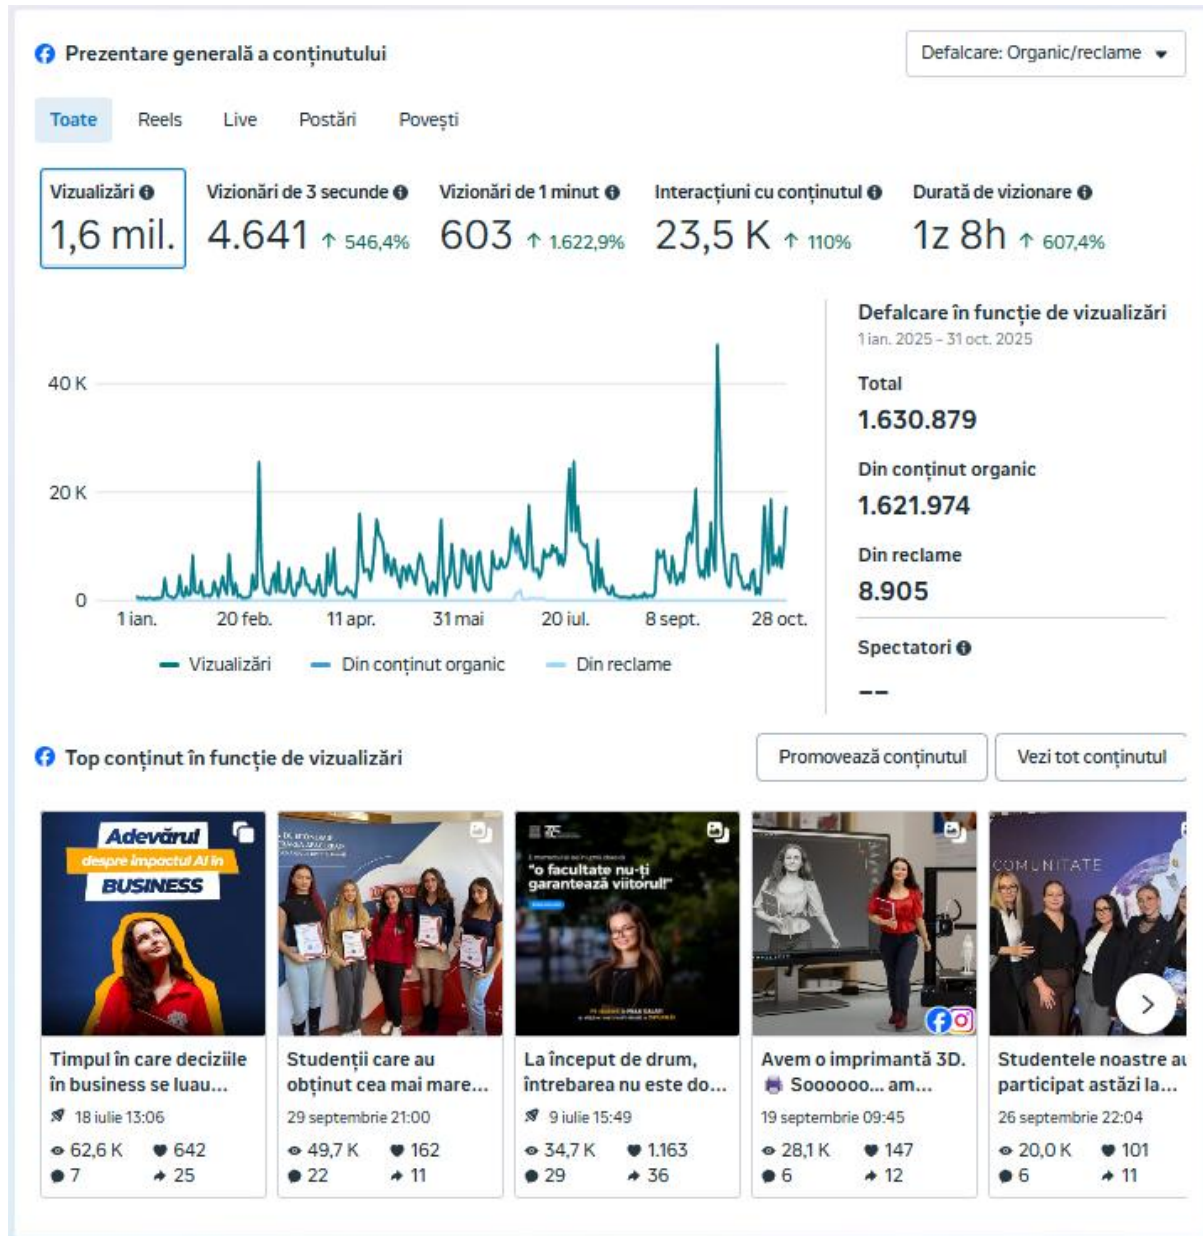 Prezentare generală a conținutului
Defalcare: Organic/reclame
Toate Reels Live Postări Povești
Vizualizări Vizionări de 3 secunde Vizionări de 1 minut Interacțiuni cu conținutul Durată de vizionare
1,6 mil. 4.641 ↑ 546,4% 603 ↑ 1.622,9% 23,5 K ↑ 110% 1z 8h ↑ 607,4%
40 K
20 K
0
1 ian. 20 feb. 11 apr. 31 mai 20 iul. 8 sept. 28 oct.
Vizualizări Din conținut organic Din reclame
Defalcare în funcție de vizualizări
1 ian. 2025 – 31 oct. 2025
Total
1.630.879
Din conținut organic
1.621.974
Din reclame
8.905
Spectatori
--
Top conținut în funcție de vizualizări
Promovează conținutul
Vezi tot conținutul
Adevărul
despre impactul AI în
BUSINESS
Timpul în care deciziile
în business se luau...
18 iulie 13:06
62,6 K 642
7 25
Studenții care au
obținut cea mai mare...
29 septembrie 21:00
49,7 K 162
22 11
"o facultate nu-ți
garantează viitorul!"
La început de drum,
întrebarea nu este do...
9 iulie 15:49
34,7 K 1.163
29 36
Avem o imprimantă 3D.
Soooooo... am...
19 septembrie 09:45
28,1 K 147
6 12
COMUNITATE
Studentele noastre au
participat astăzi la...
26 septembrie 22:04
20,0 K 101
6 11